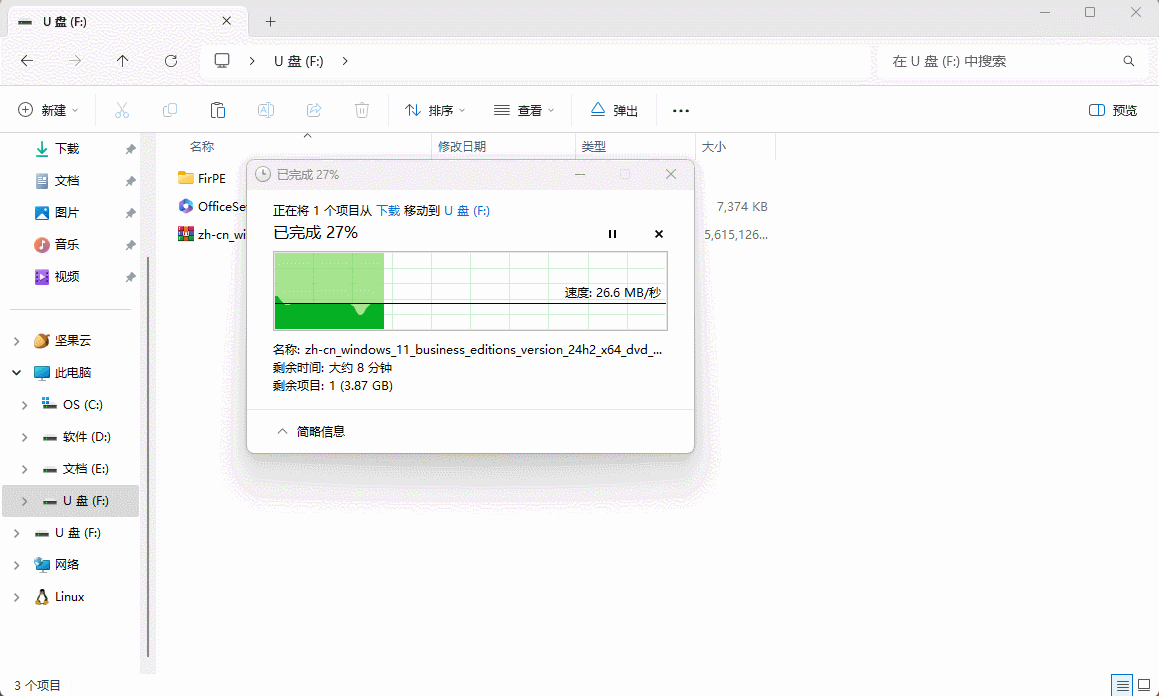 U 盘 (F:)
U 盘 (F:)
在 U 盘 (F:) 中搜索
新建
排序
查看
弹出
预览
名称
修改日期
类型
大小
下载
文档
图片
音乐
视频
坚果云
此电脑
OS (C:)
软件 (D:)
文档 (E:)
U 盘 (F:)
U 盘 (F:)
网络
Linux
FirPE
OfficeSe
7,374 KB
zh-cn_wi
5,615,126...
已完成 27%
正在将 1 个项目从 下载 移动到 U 盘 (F:)
已完成 27%
速度: 26.6 MB/秒
名称: zh-cn_windows_11_business_editions_version_24h2_x64_dvd_...
剩余时间: 大约 8 分钟
剩余项目: 1 (3.87 GB)
简略信息
3 个项目